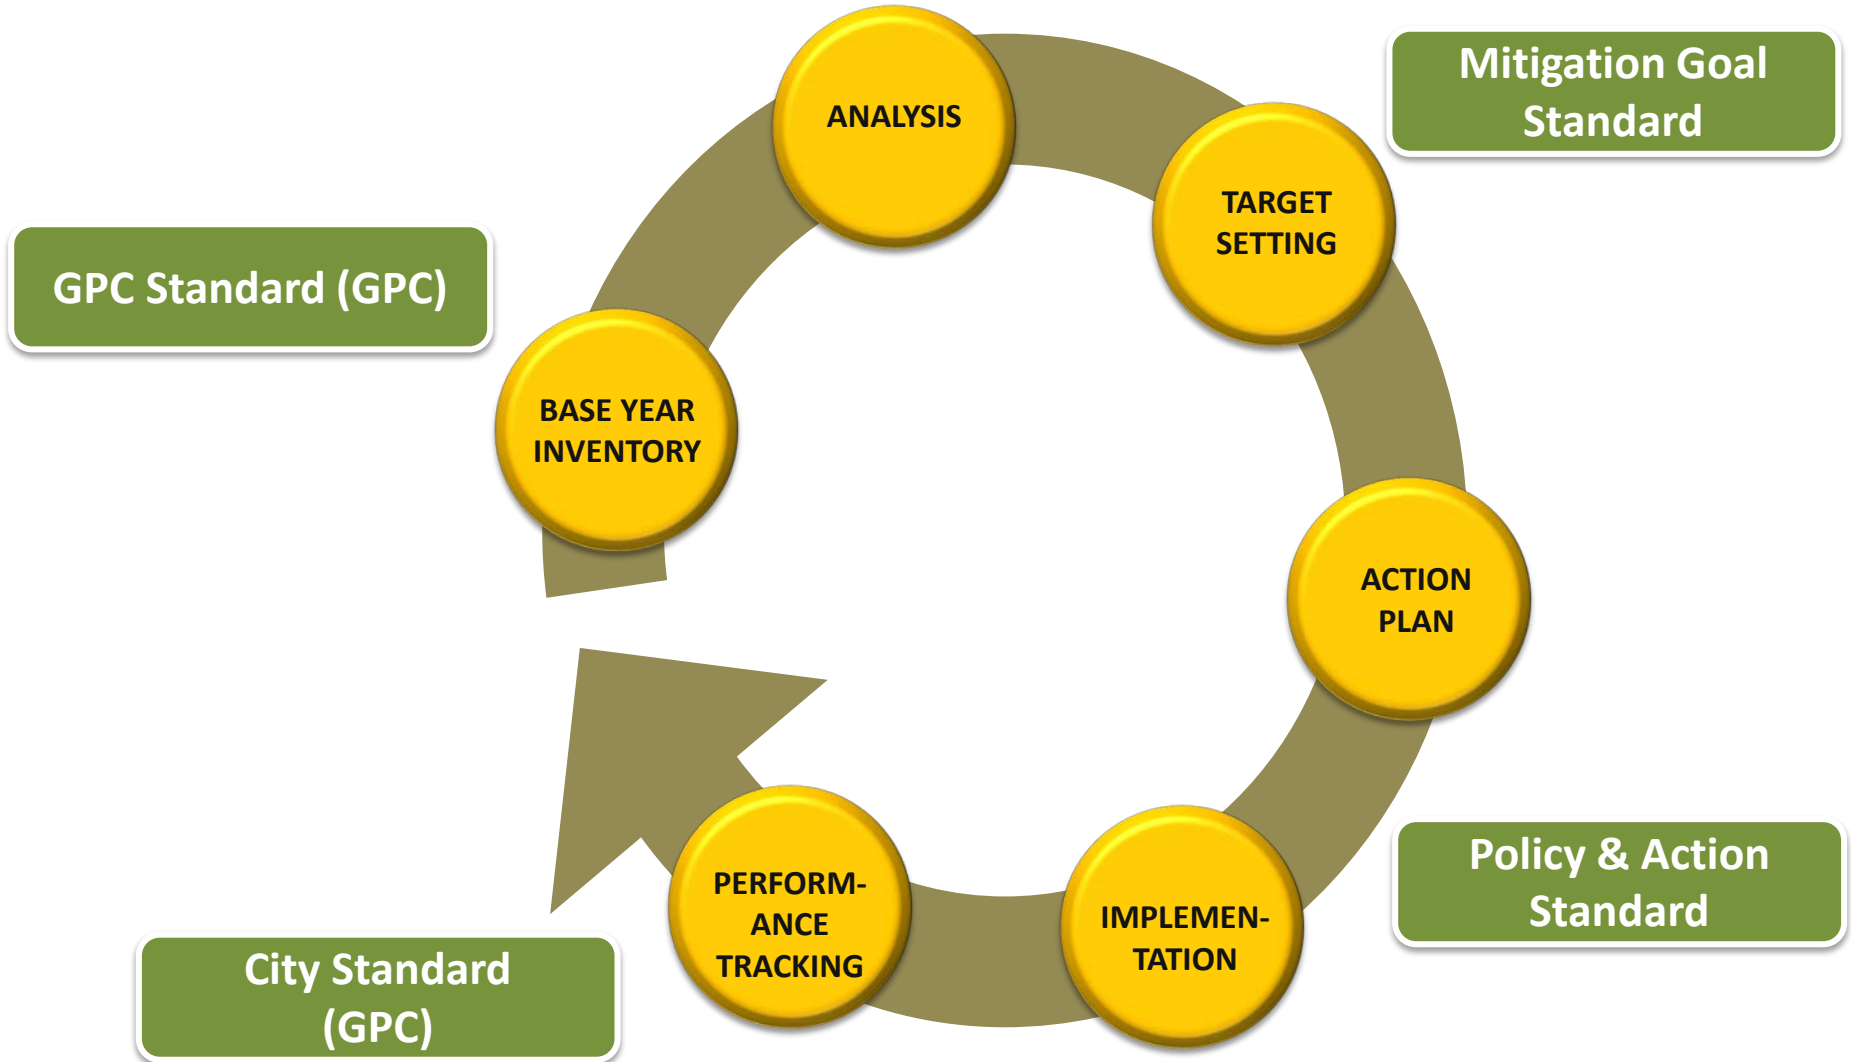 ANALYSIS
Mitigation Goal
Standard
TARGET
SETTING
GPC Standard (GPC)
BASE YEAR
INVENTORY
ACTION
PLAN
Policy & Action
Standard
IMPLEMEN-
TATION
PERFORM-
ANCE
TRACKING
City Standard
(GPC)